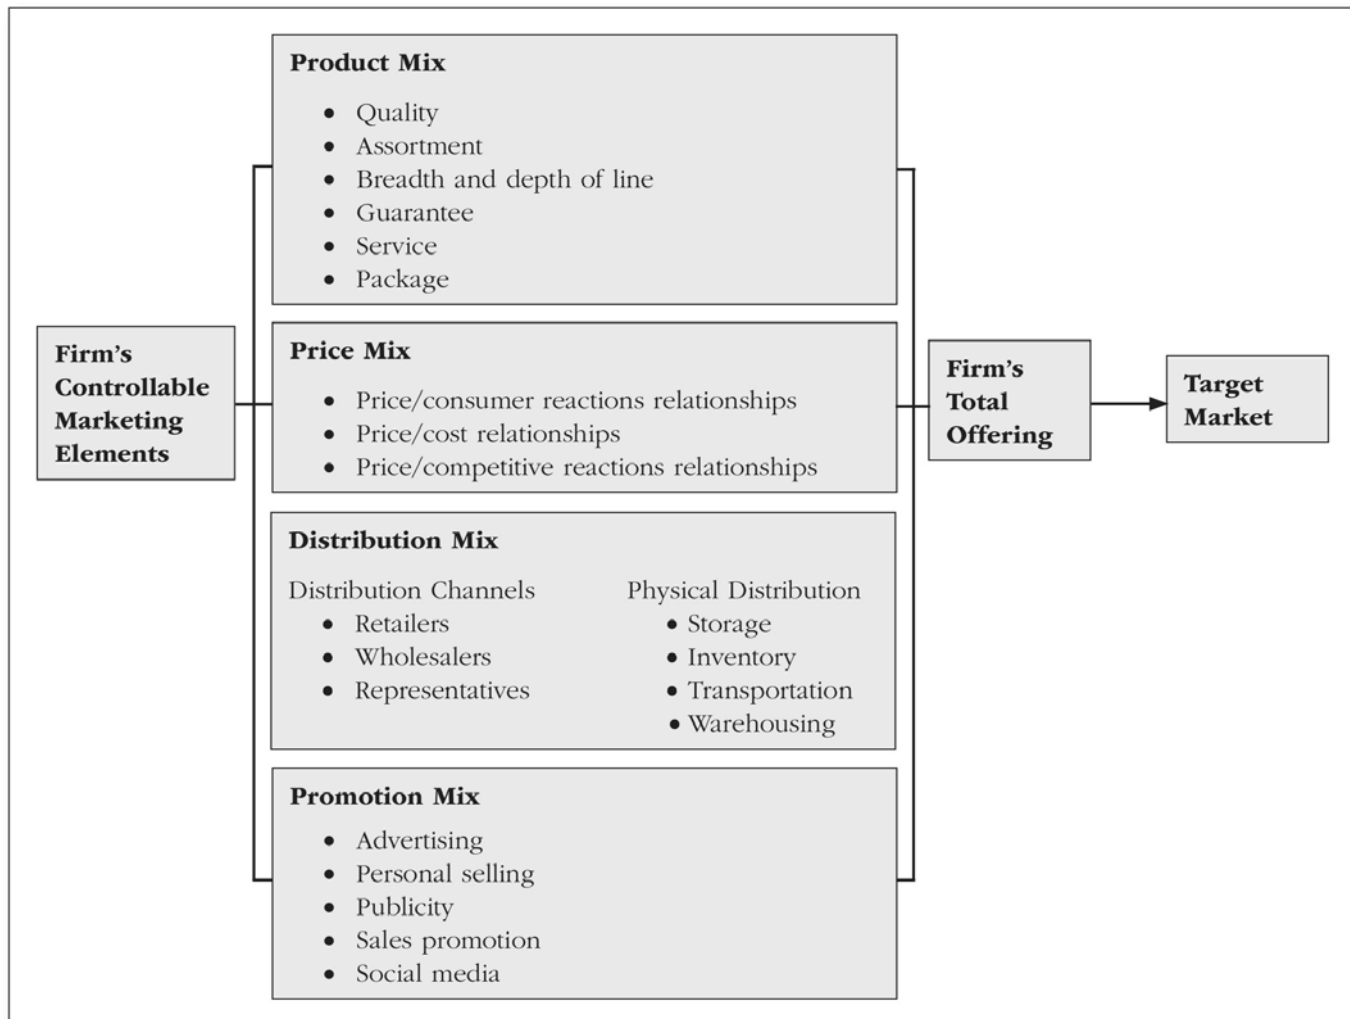 Firm's
Controllable
Marketing
Elements
Product Mix
• Quality
• Assortment
• Breadth and depth of line
• Guarantee
• Service
• Package
Price Mix
• Price/consumer reactions relationships
• Price/cost relationships
• Price/competitive reactions relationships
Distribution Mix
Distribution Channels
• Retailers
• Wholesalers
• Representatives
Physical Distribution
• Storage
• Inventory
• Transportation
• Warehousing
Promotion Mix
• Advertising
• Personal selling
• Publicity
• Sales promotion
• Social media
Firm's
Total
Offering
Target
Market